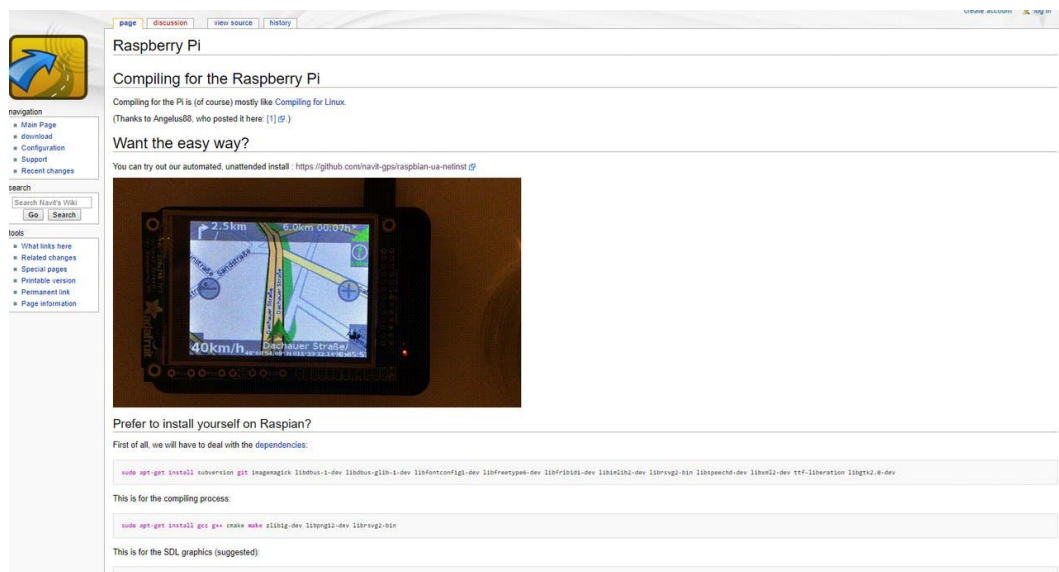 create account log in
page discussion view source history
Raspberry Pi
Compiling for the Raspberry Pi
Compiling for the Pi is (of course) mostly like Compiling for Linux.
(Thanks to Angelus88, who posted it here: [1] .)
Want the easy way?
You can try out our automated, unattended install : https://github.com/navit-gps/raspbian-ua-netinst
navigation
Main Page
download
Configuration
Support
Recent changes
search
Search Navit's Wiki
Go Search
tools
What links here
Related changes
Special pages
Printable version
Permanent link
Page information
2.5km 6.0km 00:07h
Sandstraße
Dachauer Straße
Dachauer Straße
40km/h
Dachauer Straße/
adafruit
Prefer to install yourself on Raspian?
First of all, we will have to deal with the dependencies:
sudo apt-get install subversion git imagemagick libdbus-1-dev libdbus-glib-1-dev libfontconfig1-dev libfreetype6-dev libfribidi-dev libimlib2-dev librsvg2-bin libspeechd-dev libxml2-dev ttf-liberation libgtk2.0-dev
This is for the compiling process:
sudo apt-get install gcc g++ cmake make zlib1g-dev libpng12-dev librsvg2-bin
This is for the SDL graphics (suggested):